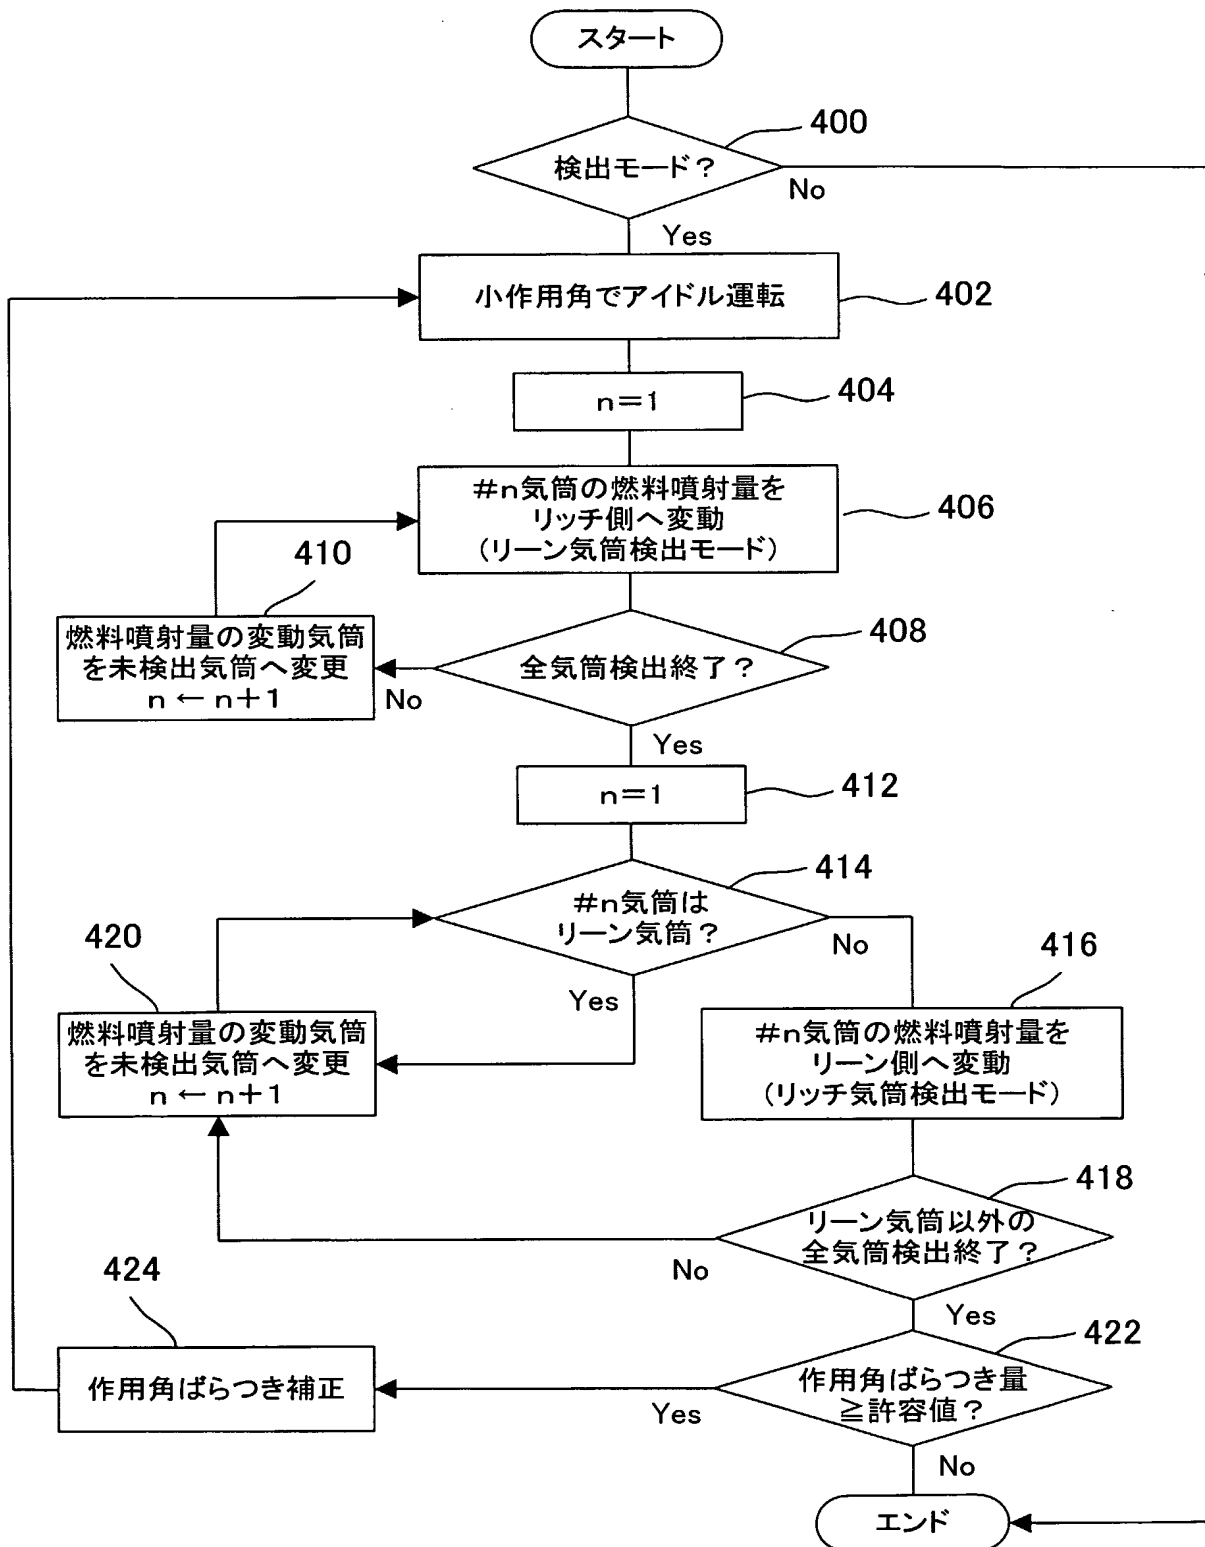 スタート
400
検出モード？
No
Yes
小作用角でアイドル運転
402
n＝1
404
#n気筒の燃料噴射量を
リッチ側へ変動
（リーン気筒検出モード）
406
410
燃料噴射量の変動気筒
を未検出気筒へ変更
n ← n＋1
408
全気筒検出終了？
No
Yes
n＝1
412
414
#n気筒は
リーン気筒？
No
Yes
420
燃料噴射量の変動気筒
を未検出気筒へ変更
n ← n＋1
416
#n気筒の燃料噴射量を
リーン側へ変動
（リッチ気筒検出モード）
418
リーン気筒以外の
全気筒検出終了？
No
Yes
424
作用角ばらつき補正
422
作用角ばらつき量
≧許容値？
Yes
No
エンド